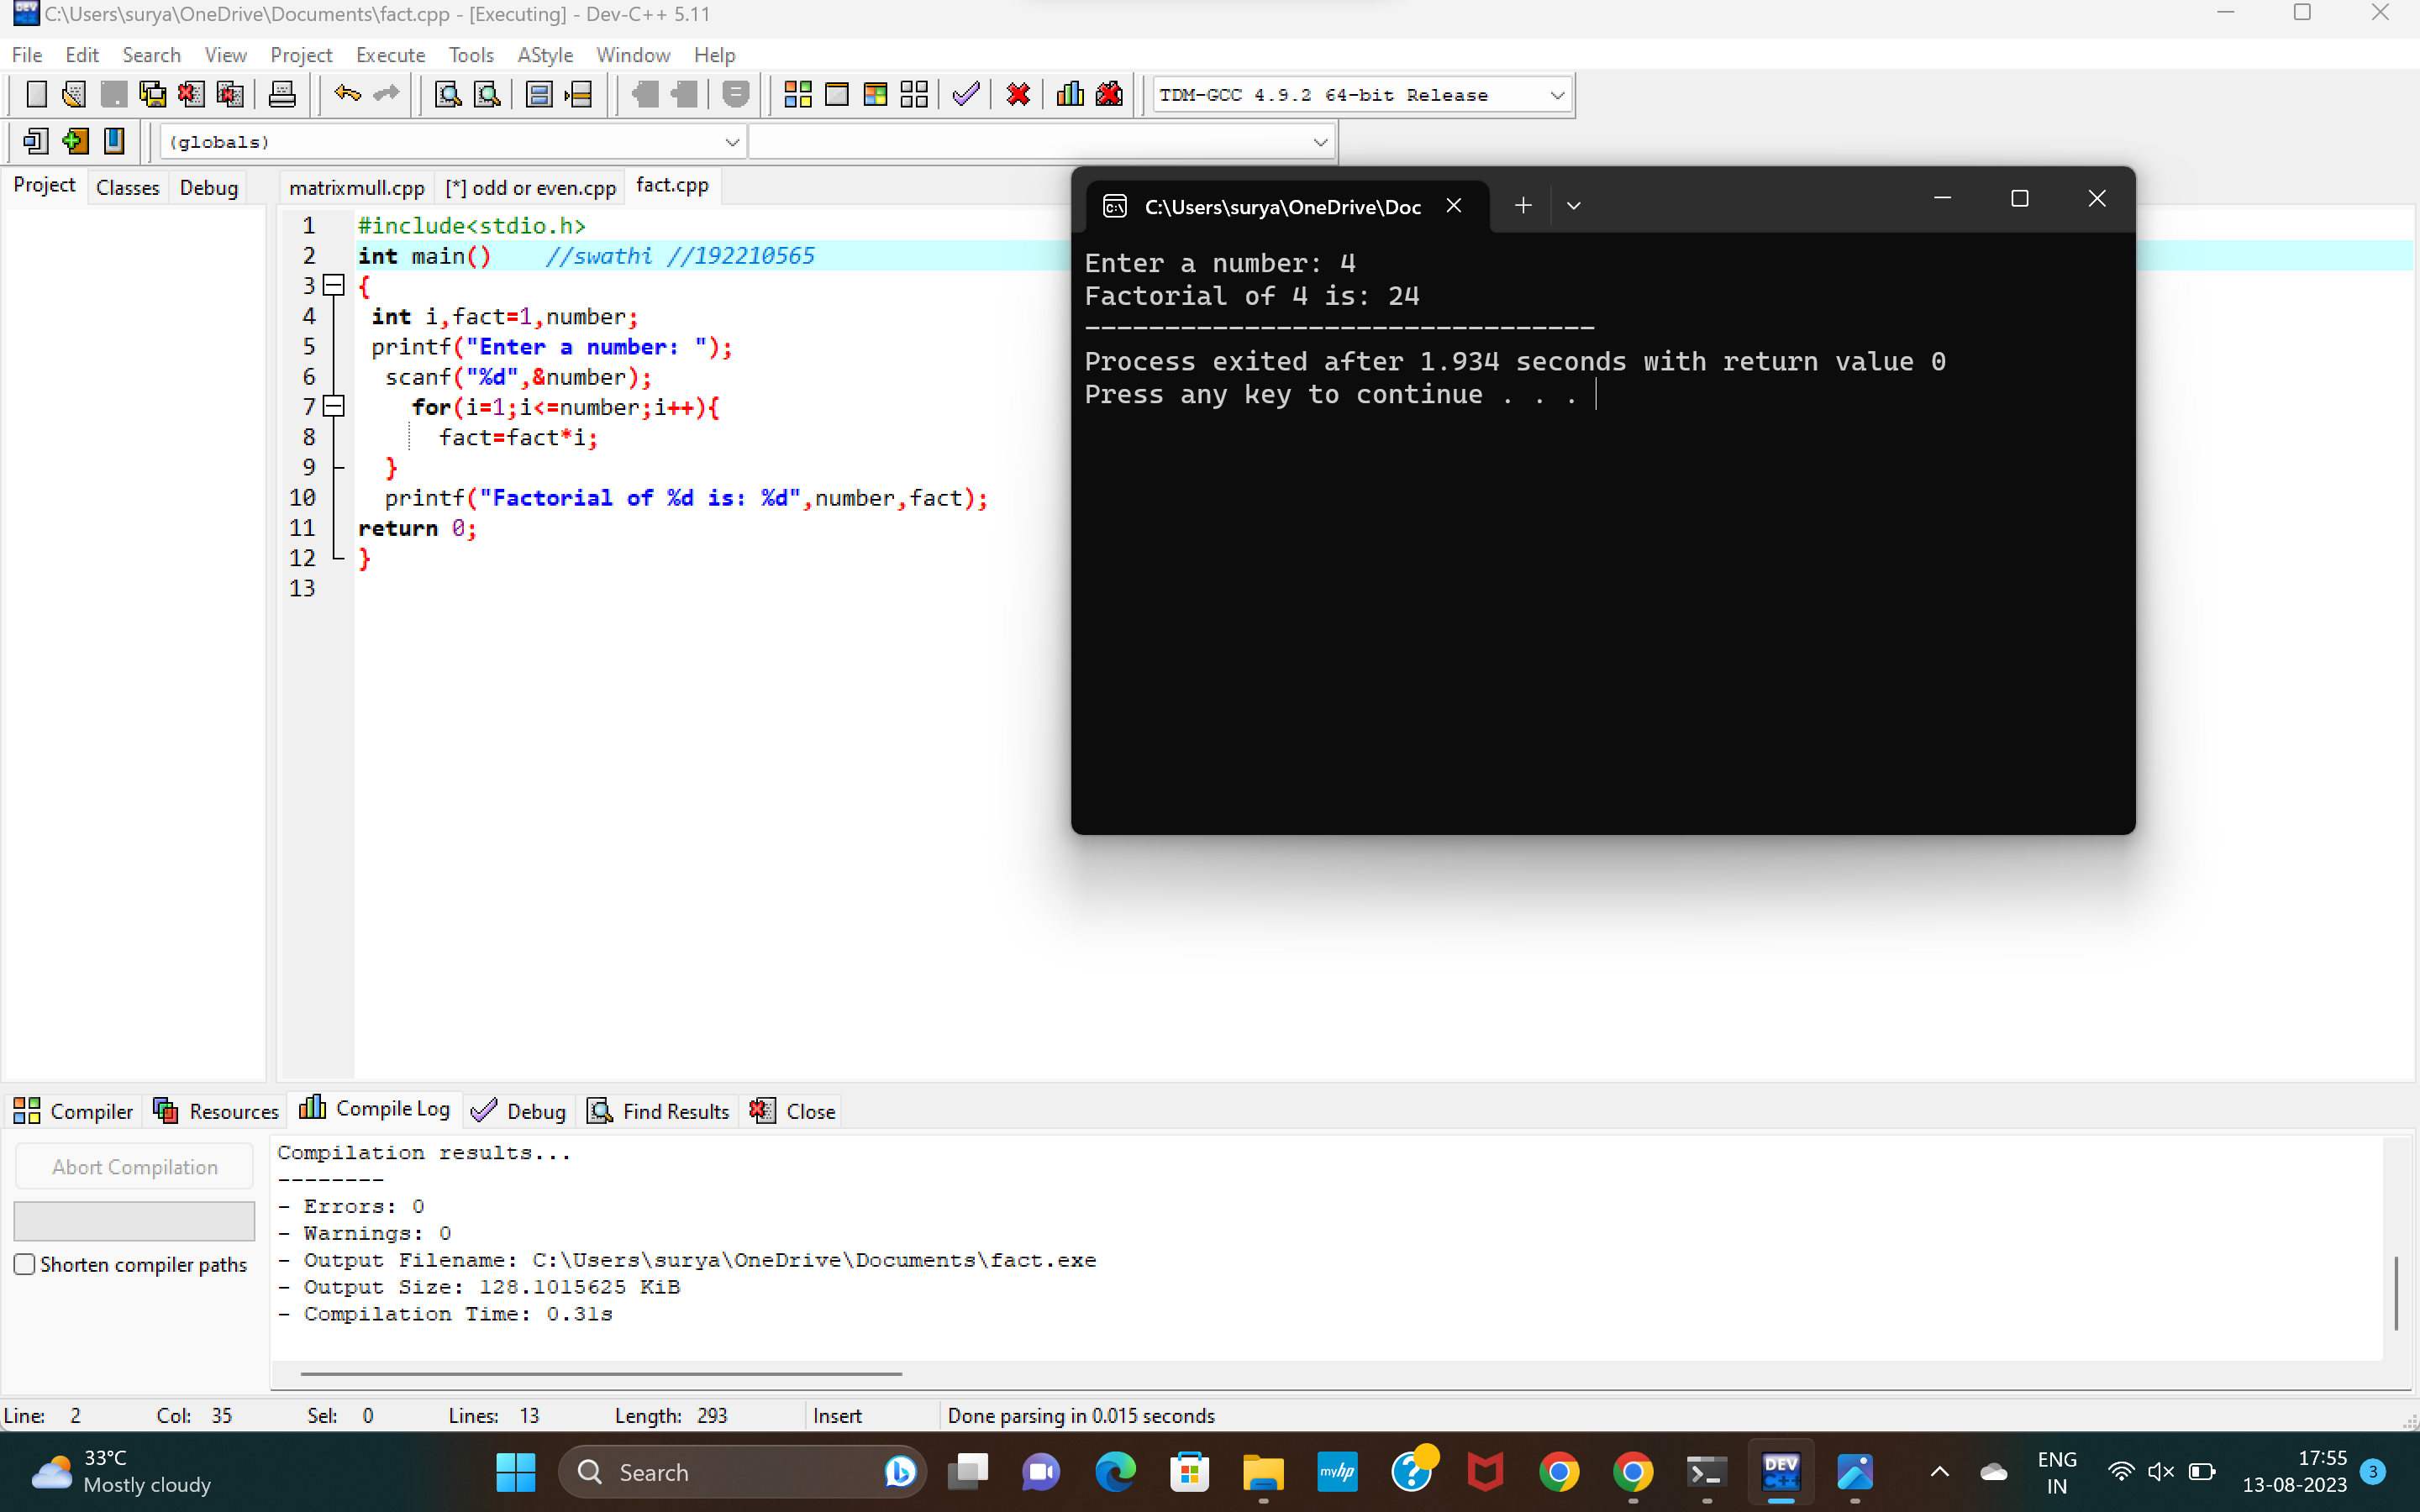 C:\Users\surya\OneDrive\Documents\fact.cpp - [Executing] - Dev-C++ 5.11
File Edit Search View Project Execute Tools AStyle Window Help
TDM-GCC 4.9.2 64-bit Release
(globals)
Project Classes Debug
matrixmull.cpp [*] odd or even.cpp fact.cpp
1 #include<stdio.h>
2 int main() //swathi //192210565
3 {
4 int i,fact=1,number;
5 printf("Enter a number: ");
6 scanf("%d",&number);
7 for(i=1;i<=number;i++){
8 fact=fact*i;
9 }
10 printf("Factorial of %d is: %d",number,fact);
11 return 0;
12 }
13
C:\Users\surya\OneDrive\Doc
Enter a number: 4
Factorial of 4 is: 24
--------------------------------
Process exited after 1.934 seconds with return value 0
Press any key to continue . . .
Compiler Resources Compile Log Debug Find Results Close
Abort Compilation
Shorten compiler paths
Compilation results...
--------
- Errors: 0
- Warnings: 0
- Output Filename: C:\Users\surya\OneDrive\Documents\fact.exe
- Output Size: 128.1015625 KiB
- Compilation Time: 0.31s
Line: 2 Col: 35 Sel: 0 Lines: 13 Length: 293 Insert Done parsing in 0.015 seconds
33°C
Mostly cloudy
Search
myhp
DEV
C++
ENG
IN
17:55
13-08-2023
3